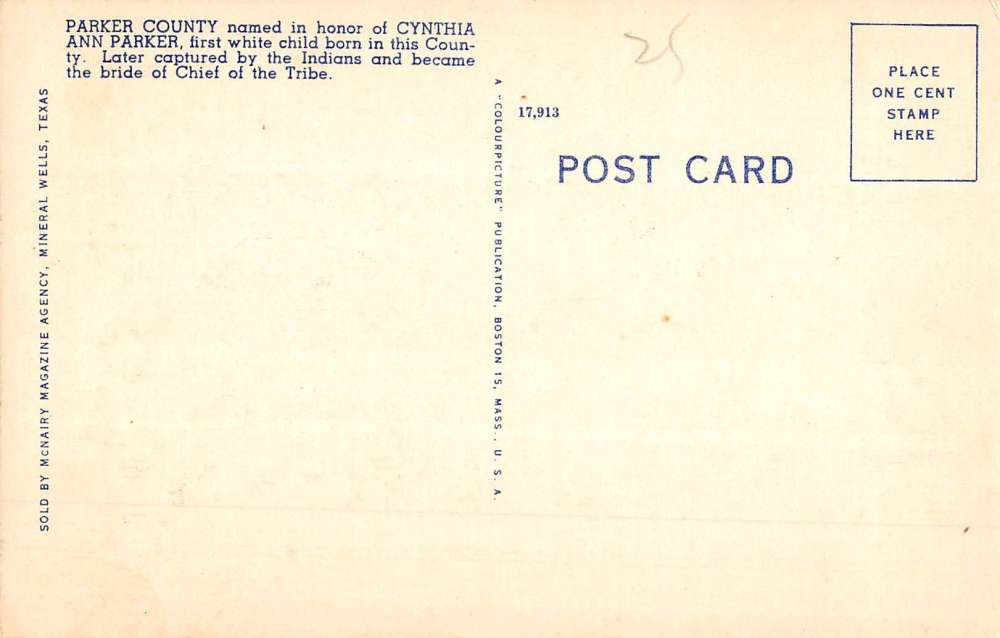 PARKER COUNTY named in honor of CYNTHIA
ANN PARKER, first white child born in this Coun-
ty. Later captured by the Indians and became
the bride of Chief of the Tribe.
SOLD BY MCNAIRY MAGAZINE AGENCY, MINERAL WELLS, TEXAS
A "COLOURPICTURE" PUBLICATION, BOSTON 15, MASS., U. S. A.
25
17,913
POST CARD
PLACE
ONE CENT
STAMP
HERE